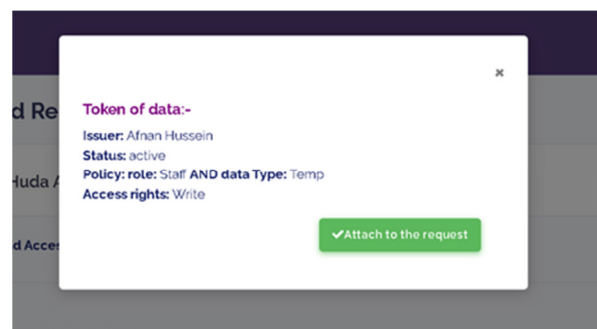 ×
d Re
Token of data:-
Issuer: Afnan Hussein
Status: active
Policy: role: Staff AND data Type: Temp
Huda A
Access rights: Write
✔Attach to the request
d Acces